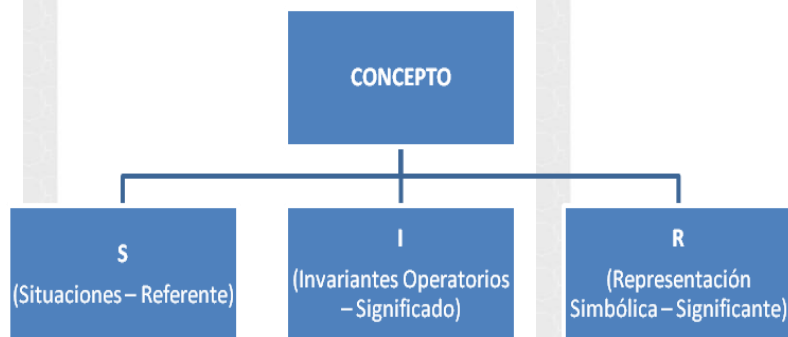 CONCEPTO
S
(Situaciones – Referente)
I
(Invariantes Operatorios
– Significado)
R
(Representación
Simbólica – Significante)